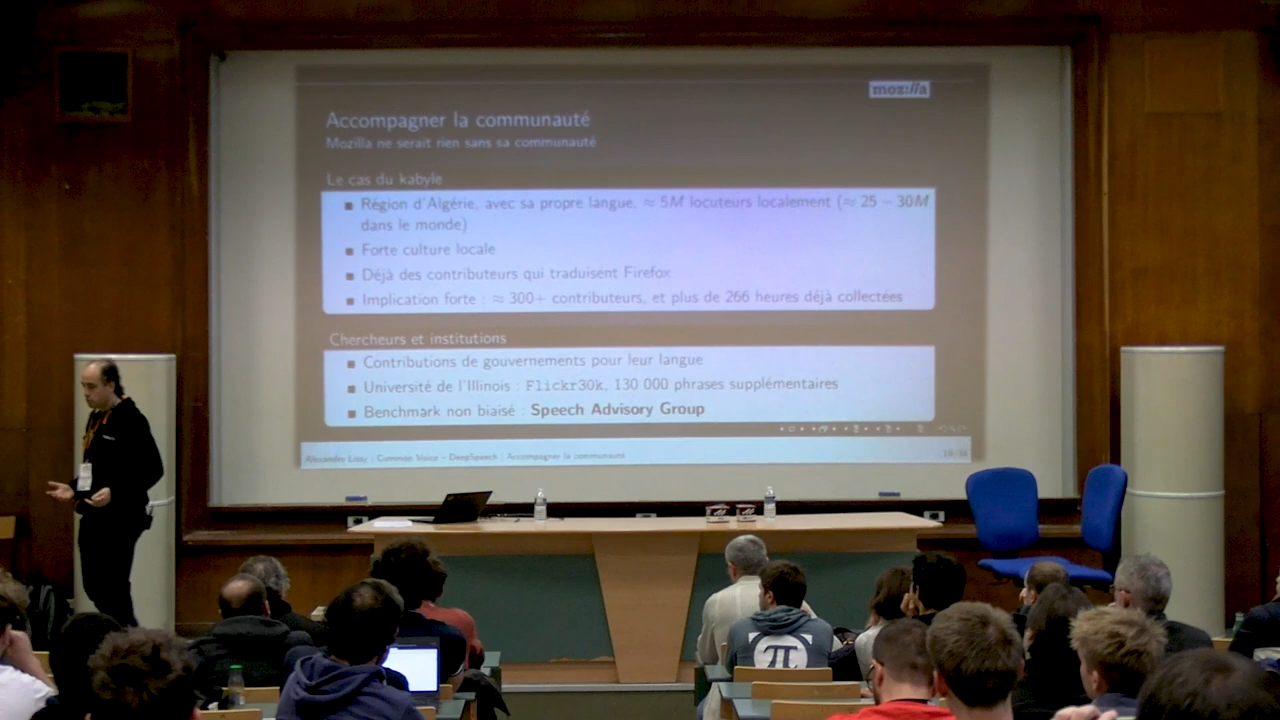 moz://a
Accompagner la communauté
Mozilla ne serait rien sans sa communauté
Le cas du kabyle
Région d'Algérie, avec sa propre langue, ≈ 5M locuteurs localement (≈ 25 − 30M
dans le monde)
Forte culture locale
Déjà des contributeurs qui traduisent Firefox
Implication forte : ≈ 300+ contributeurs, et plus de 266 heures déjà collectées
Chercheurs et institutions
Contributions de gouvernements pour leur langue
Université de l'Illinois : Flickr30k, 130 000 phrases supplémentaires
Benchmark non biaisé : Speech Advisory Group
Alexandre Lissy | Common Voice – DeepSpeech | Accompagner la communauté
π